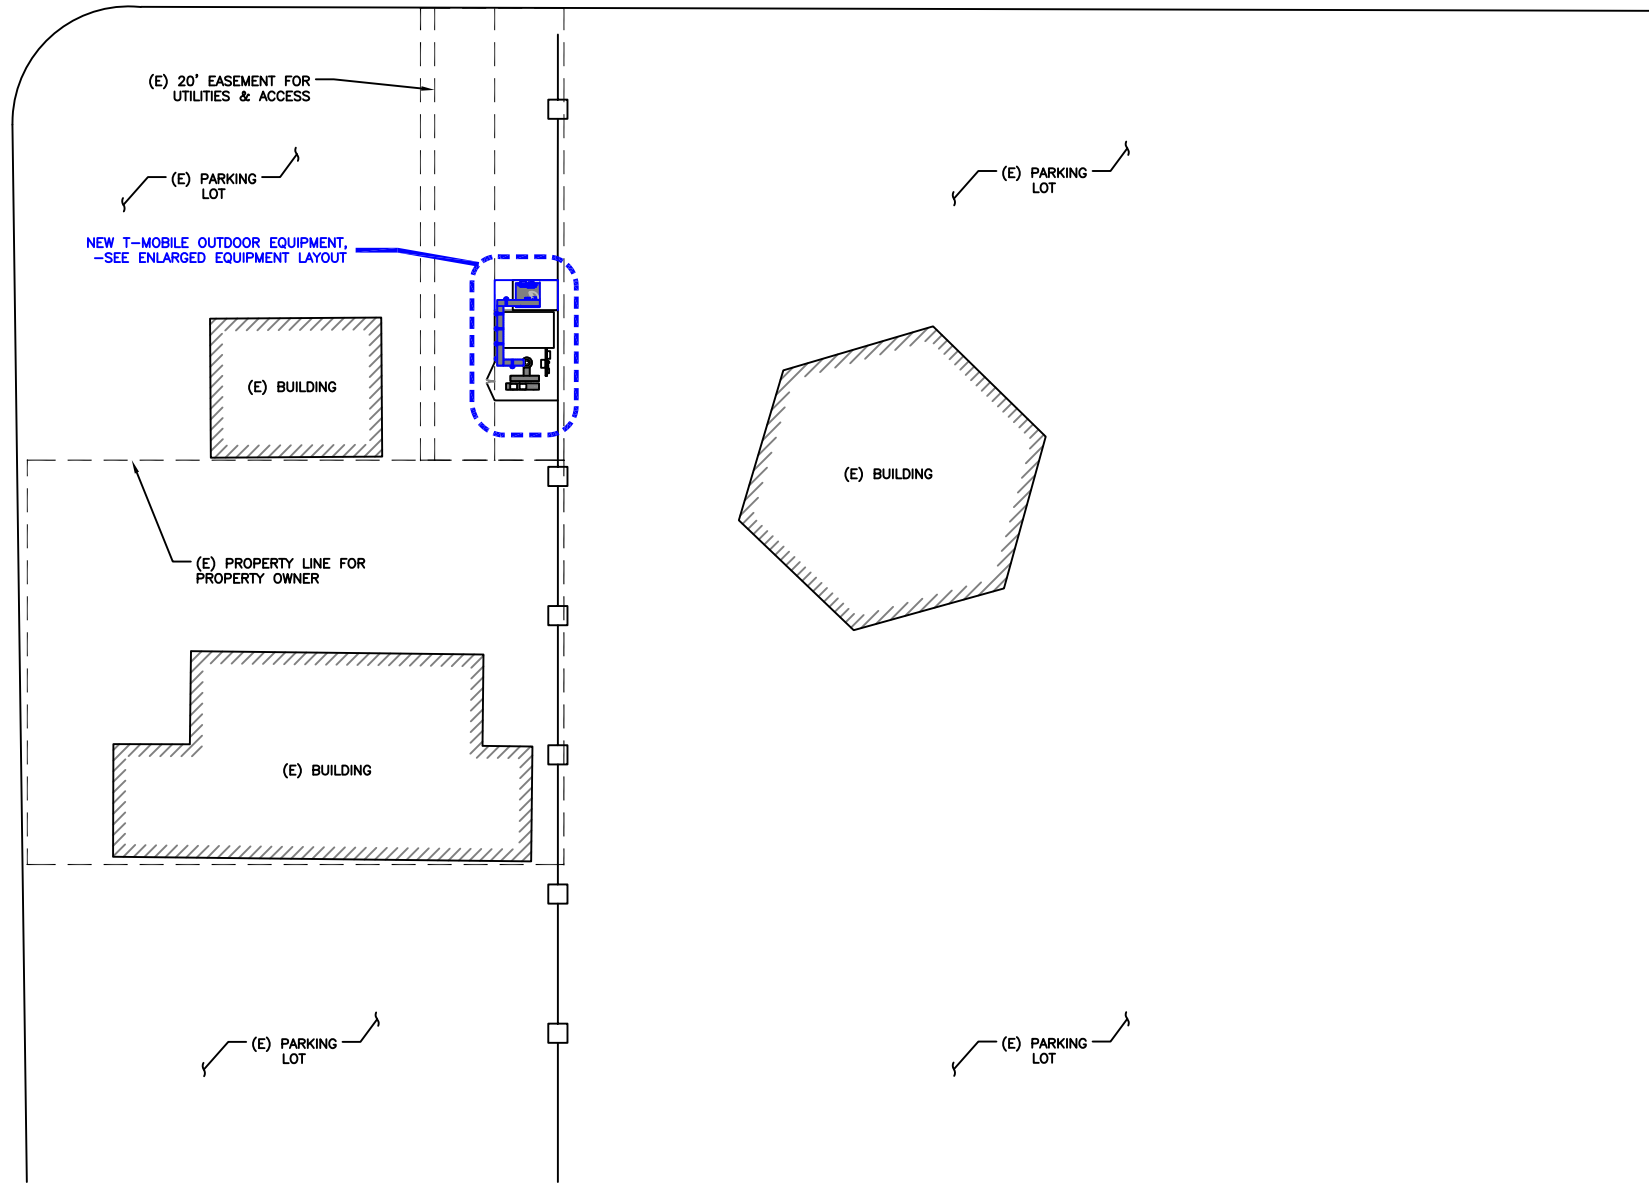 (E) 20' EASEMENT FOR
UTILITIES & ACCESS
(E) PARKING
LOT
(E) PARKING
LOT
NEW T-MOBILE OUTDOOR EQUIPMENT,
-SEE ENLARGED EQUIPMENT LAYOUT
(E) BUILDING
(E) BUILDING
(E) PROPERTY LINE FOR
PROPERTY OWNER
(E) BUILDING
(E) PARKING
LOT
(E) PARKING
LOT